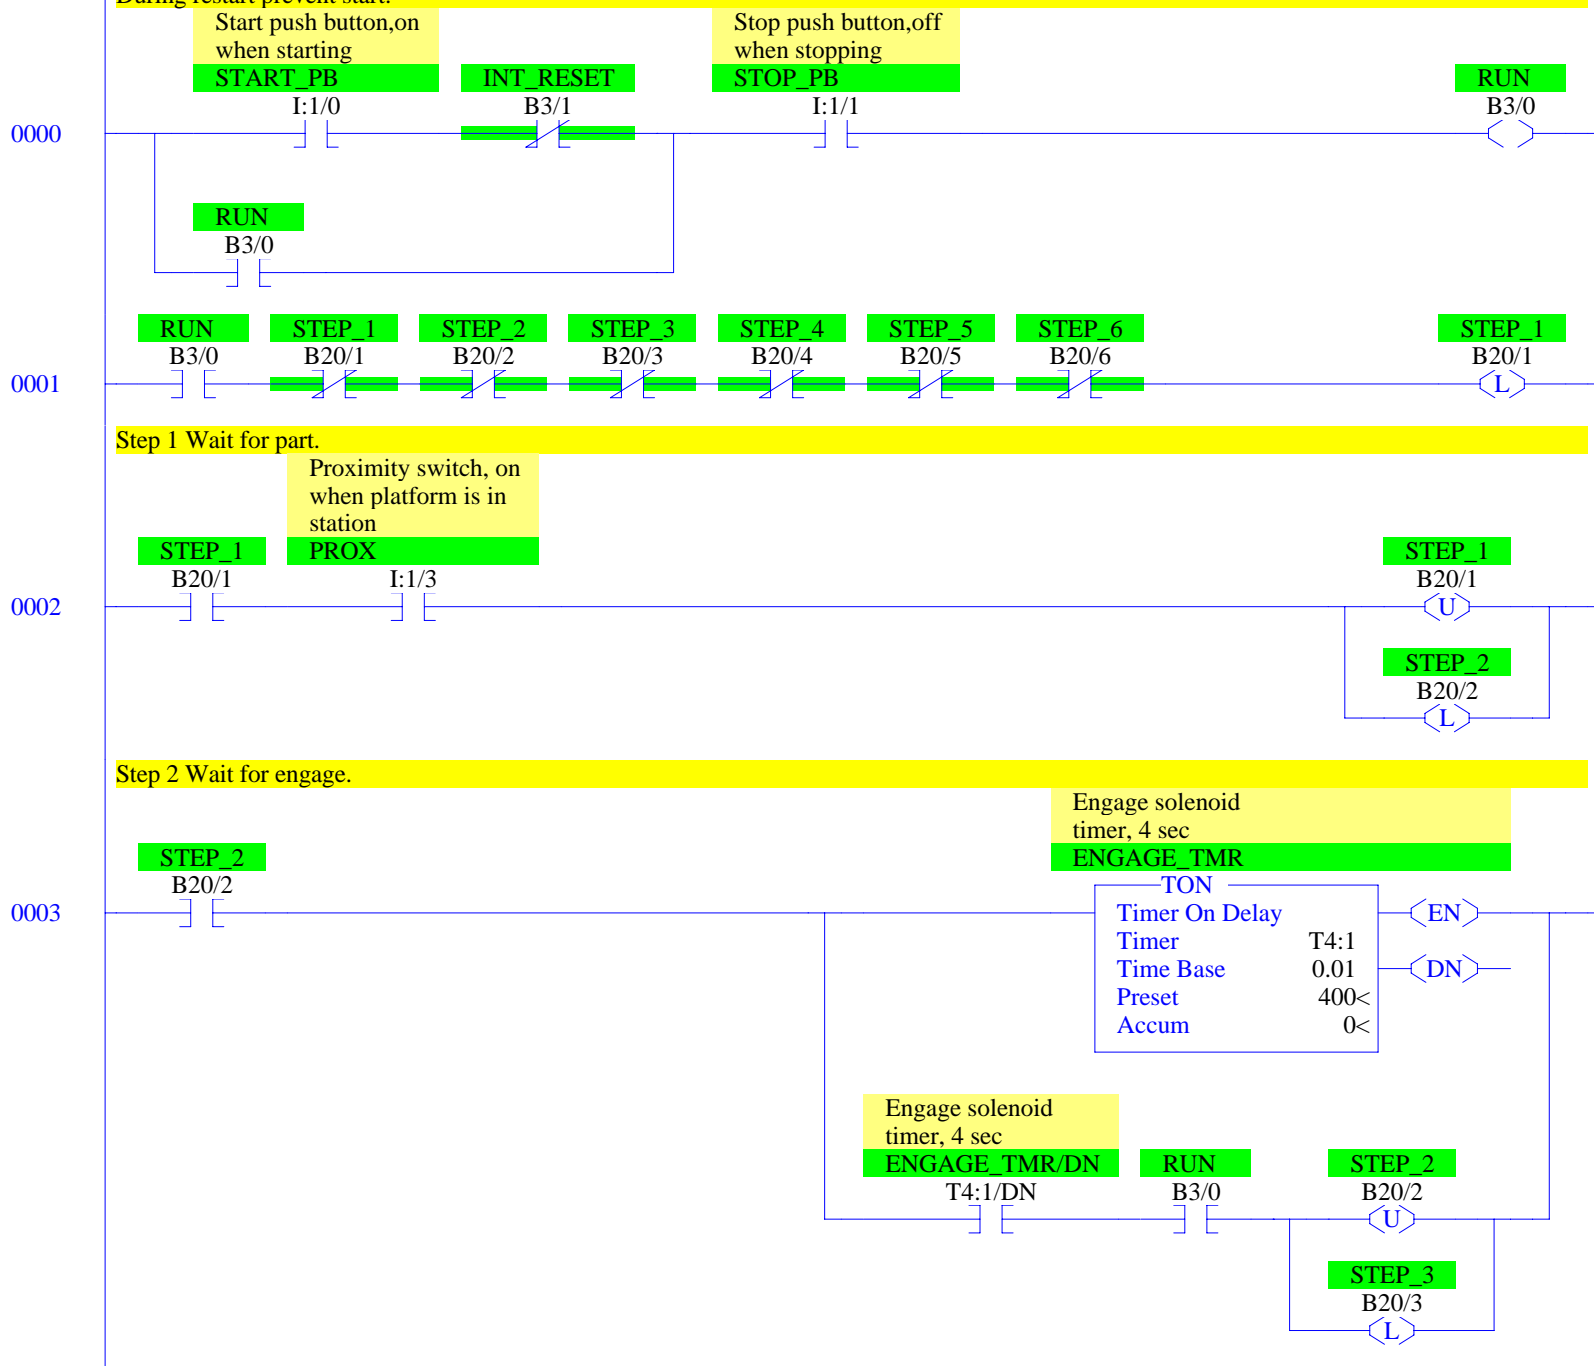 During restart prevent start.
Start push button,on
when starting
START_PB
I:1/0
INT_RESET
B3/1
Stop push button,off
when stopping
STOP_PB
I:1/1
RUN
B3/0
0000
RUN
B3/0
RUN
B3/0
STEP_1
B20/1
STEP_2
B20/2
STEP_3
B20/3
STEP_4
B20/4
STEP_5
B20/5
STEP_6
B20/6
STEP_1
B20/1
0001
L
Step 1 Wait for part.
Proximity switch, on
when platform is in
station
STEP_1
B20/1
PROX
I:1/3
STEP_1
B20/1
0002
U
STEP_2
B20/2
L
Step 2 Wait for engage.
Engage solenoid
timer, 4 sec
ENGAGE_TMR
STEP_2
B20/2
0003
TON
Timer On Delay
Timer T4:1
Time Base 0.01
Preset 400<
Accum 0<
EN
DN
Engage solenoid
timer, 4 sec
ENGAGE_TMR/DN
T4:1/DN
RUN
B3/0
STEP_2
B20/2
U
STEP_3
B20/3
L